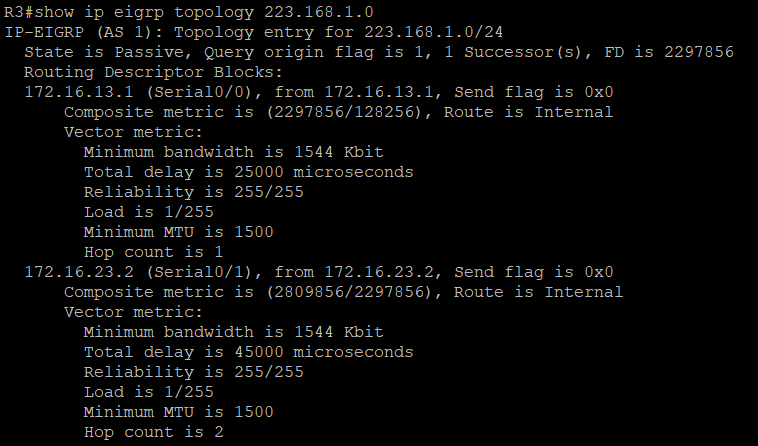 R3#show ip eigrp topology 223.168.1.0
IP-EIGRP (AS 1): Topology entry for 223.168.1.0/24
State is Passive, Query origin flag is 1, 1 Successor(s), FD is 2297856
Routing Descriptor Blocks:
172.16.13.1 (Serial0/0), from 172.16.13.1, Send flag is 0x0
Composite metric is (2297856/128256), Route is Internal
Vector metric:
Minimum bandwidth is 1544 Kbit
Total delay is 25000 microseconds
Reliability is 255/255
Load is 1/255
Minimum MTU is 1500
Hop count is 1
172.16.23.2 (Serial0/1), from 172.16.23.2, Send flag is 0x0
Composite metric is (2809856/2297856), Route is Internal
Vector metric:
Minimum bandwidth is 1544 Kbit
Total delay is 45000 microseconds
Reliability is 255/255
Load is 1/255
Minimum MTU is 1500
Hop count is 2